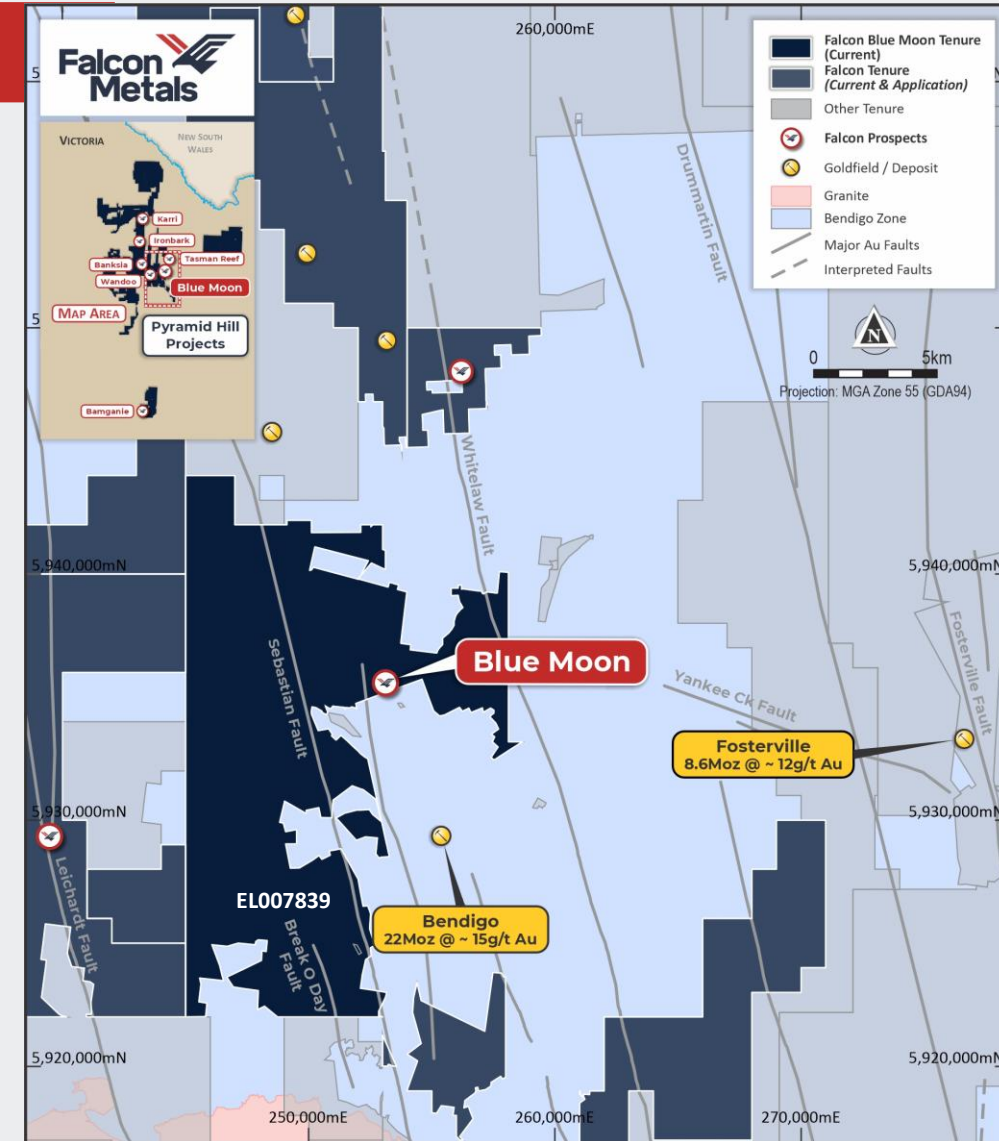 Falcon
Metals
VICTORIA
NEW SOUTH
WALES
Karri
Ironbark
Banksia
Tasman Reef
Wandoo
Blue Moon
MAP AREA
Pyramid Hill
Projects
Bamganie
260,000mE
Falcon Blue Moon Tenure
(Current)
Falcon Tenure
(Current & Application)
Other Tenure
Falcon Prospects
Goldfield / Deposit
Granite
Bendigo Zone
Major Au Faults
Interpreted Faults
N
0 5km
Projection: MGA Zone 55 (GDA94)
Drummartin Fault
Whitelaw Fault
5,940,000mN
5,940,000mN
Sebastian Fault
Fosterville Fault
Blue Moon
Yankee Ck Fault
Fosterville
8.6Moz @ ~ 12g/t Au
5,930,000mN
5,930,000mN
Leichardt Fault
EL007839
Break O Day
Fault
Bendigo
22Moz @ ~ 15g/t Au
5,920,000mN
5,920,000mN
250,000mE
260,000mE
270,000mE